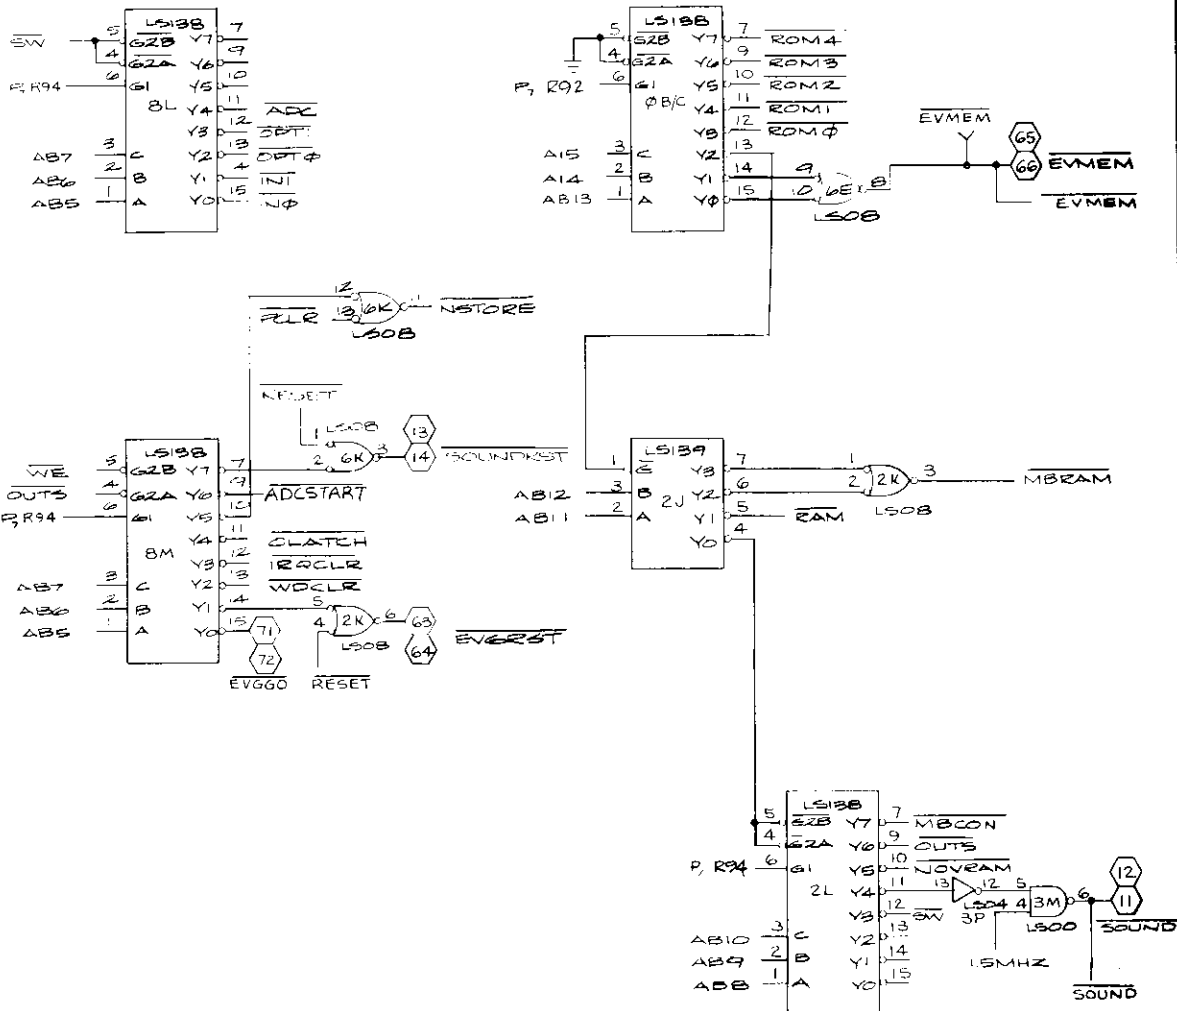 LS138
SW
5 G2B Y7 7
4 G2A Y6 9
P, R94 6 G1 Y5 10
8L Y4 11 ADC
Y3 12 OPT1
AB7 3 C Y2 13 OPTØ
AB6 2 B Y1 4 IN1
AB5 1 A Y0 15 INØ
LS138
5 G2B Y7 7 ROM4
4 G2A Y6 9 ROM3
P, R92 6 G1 Y5 10 ROM2
ØB/C Y4 11 ROM1
Y3 12 ROMØ
A15 3 C Y2 13
A14 2 B Y1 14 9
AB13 1 A YØ 15 10
6E 8
LS08
EVMEM
65
66 EVMEM
EVMEM
12
PCLR 13 6K 11 NSTORE
LS08
LS08
1
2 6K 3
13
14 SOUNDRST
LS138
WE 5 G2B Y7 7
OUTS 4 G2A Y6 9 ADCSTART
P, R94 6 G1 Y5 10
8M Y4 11 CLATCH
Y3 12 IRQCLR
AB7 3 C Y2 13 WDCLR
AB6 2 B Y1 14 5
AB5 1 A Y0 15
4 2K 6
LS08
63
64 EVGRST
71
72
EVGGO
RESET
LS139
1 G Y3 7 1
AB12 3 B Y2 6 2
AB11 2 A Y1 5 RAM
2J Y0 4
2K 3 MBRAM
LS08
LS138
5 G2B Y7 7 MBCON
4 G2A Y6 9 OUTS
P, R94 6 G1 Y5 10 NOVRAM
2L Y4 11 13 12 5
Y3 12 SW
LS04
3P
4 3M 6
LS00
12
11
SOUND
AB10 3 C Y2 13
AB9 2 B Y1 14
AB8 1 A Y0 15
1.5MHZ
SOUND